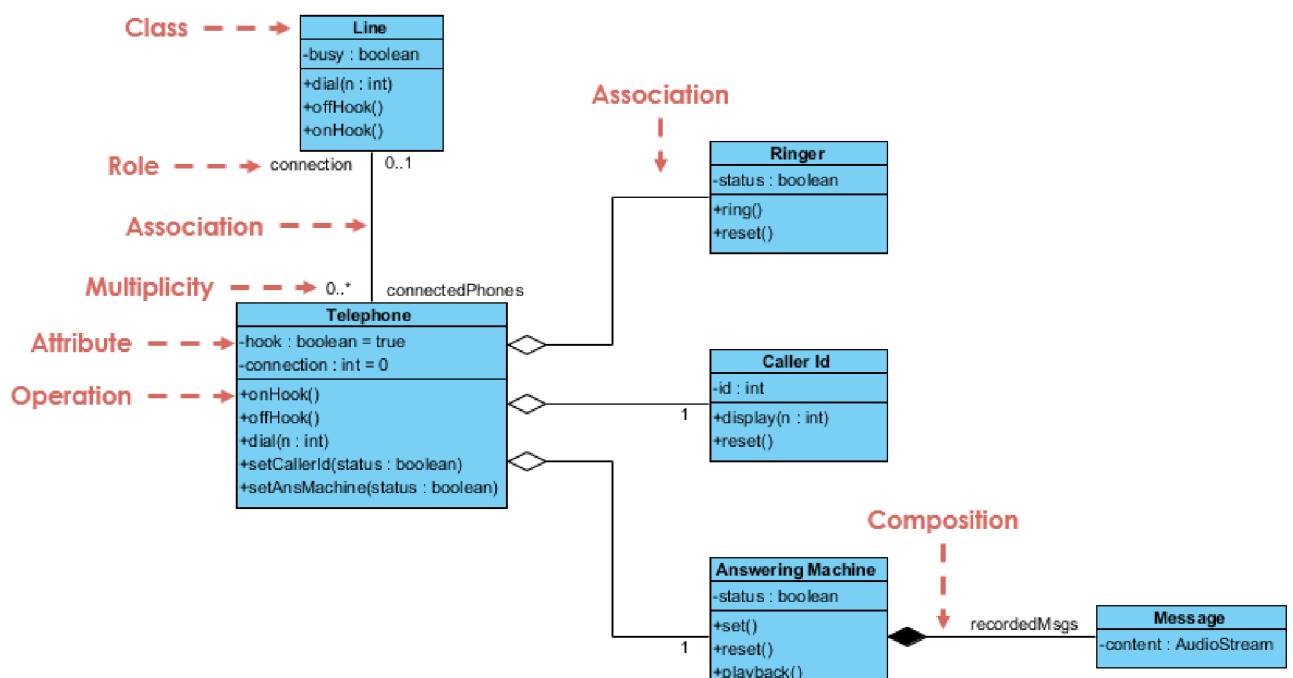 Class
Line
-busy : boolean
+dial(n : int)
+offHook()
+onHook()
Role
connection
0..1
Association
Multiplicity
0..*
connectedPhones
Association
Ringer
-status : boolean
+ring()
+reset()
Telephone
Attribute
-hook : boolean = true
-connection : int = 0
Operation
+onHook()
+offHook()
+dial(n : int)
+setCallerId(status : boolean)
+setAnsMachine(status : boolean)
Caller Id
-id : int
1
+display(n : int)
+reset()
Composition
Answering Machine
-status : boolean
+set()
+reset()
+playback()
1
recordedMsgs
Message
-content : AudioStream